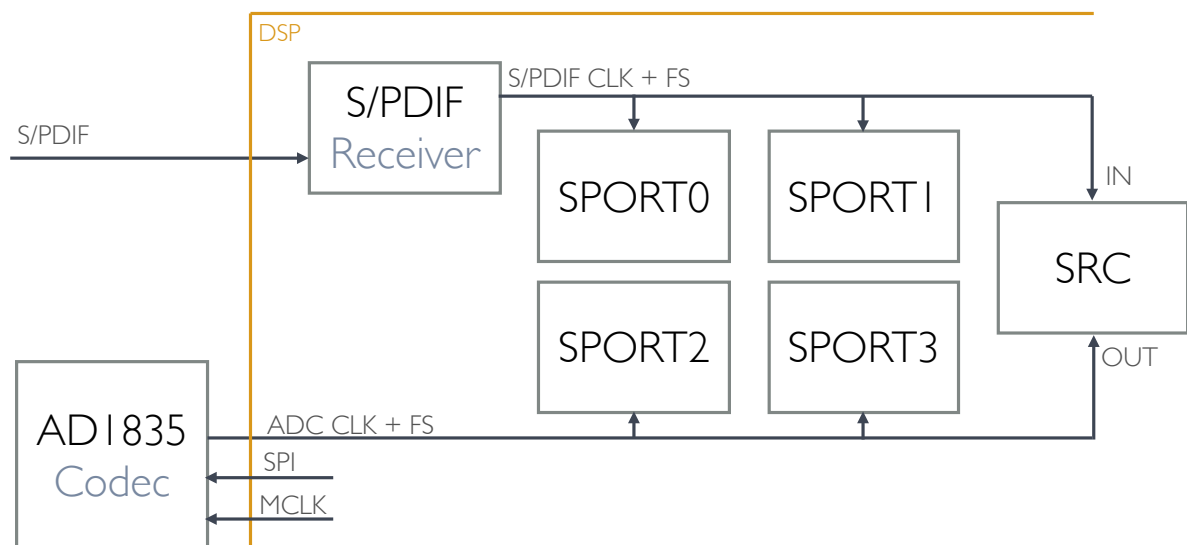 DSP
S/PDIF
Receiver
S/PDIF CLK + FS
S/PDIF
SPORT0
SPORT1
IN
SRC
SPORT2
SPORT3
OUT
AD1835
Codec
ADC CLK + FS
SPI
MCLK